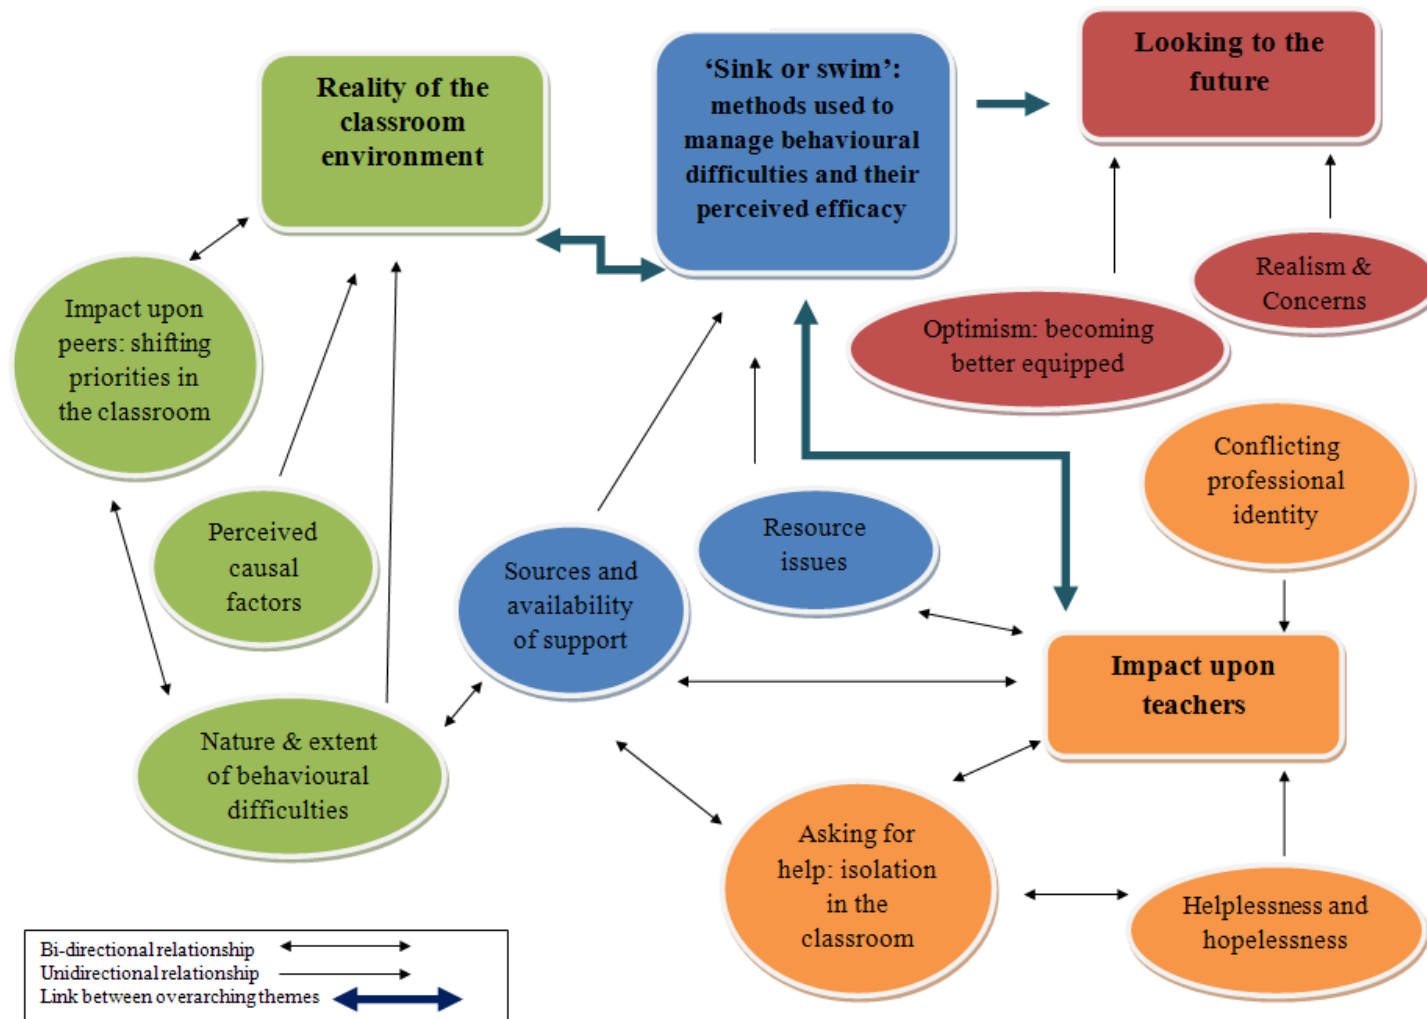 Reality of the
classroom
environment
‘Sink or swim’:
methods used to
manage behavioural
difficulties and their
perceived efficacy
Looking to the
future
Impact upon
peers: shifting
priorities in
the classroom
Perceived
causal
factors
Nature & extent
of behavioural
difficulties
Sources and
availability
of support
Resource
issues
Optimism: becoming
better equipped
Realism &
Concerns
Conflicting
professional
identity
Impact upon
teachers
Asking for
help: isolation
in the
classroom
Helplessness and
hopelessness
Bi-directional relationship
Unidirectional relationship
Link between overarching themes